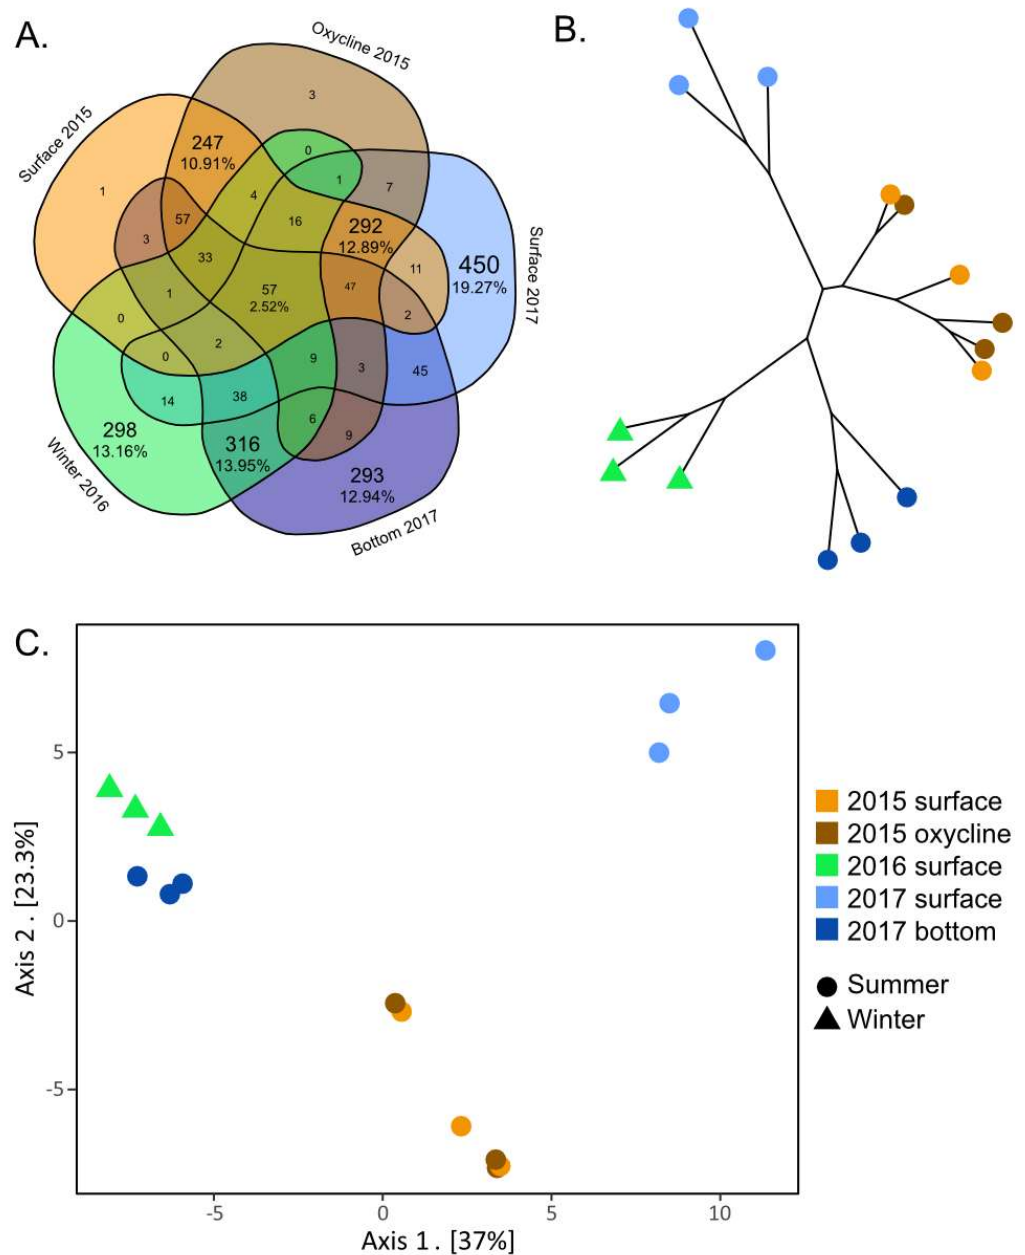 A.
Oxycline 2015
Surface 2015
Surface 2017
Winter 2016
Bottom 2017
3
247
10.91%
0
1
7
1
4
57
16
292
12.89%
3
33
11
450
19.27%
1
57
2.52%
47
2
0
0
2
9
3
45
14
38
6
298
13.16%
316
13.95%
9
293
12.94%
B.
C.
5
0
-5
Axis 2 . [23.3%]
-5
0
5
10
Axis 1 . [37%]
2015 surface
2015 oxycline
2016 surface
2017 surface
2017 bottom
Summer
Winter